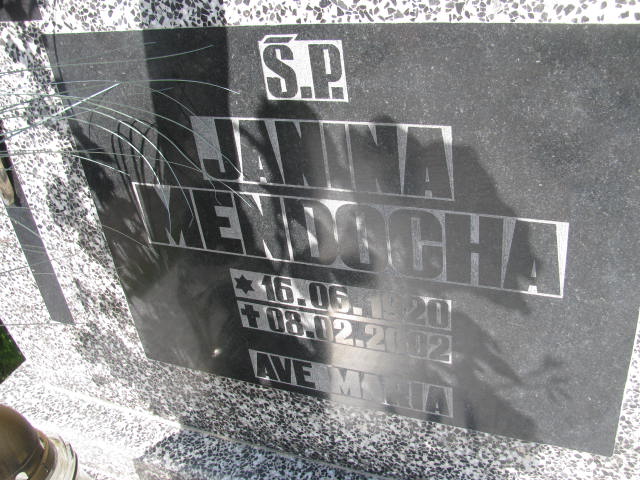 Ś.P.
JANINA
MENDOCHA
✶ 16.06.1920
✝ 08.02.2002
AVE MARIA